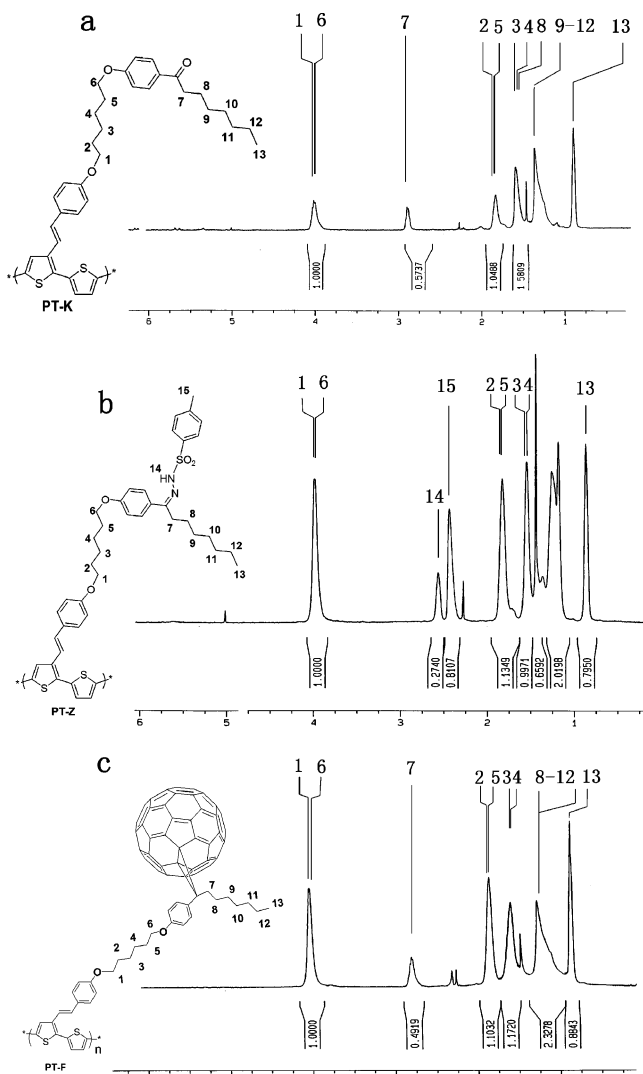 a
1 6 7 2 5 3 4 8 9-12 13
O
6 O 8
5 7 10
4 9 12
3 11 13
2
1
O
S
* ( S ) *
PT-K
1.0000 0.5737 1.0488 1.5809
6 5 4 3 2 1
b
15
1 6 15 2 5 3 4 13
14
SO2
14 HN
N
O
6 8
5 7 10
4 9 12
3 11 13
2
1
O
S
* ( S ) *
PT-Z
1.0000 0.2740 0.8107 1.1349 0.9971 0.6592 2.0198 0.7950
6 5 4 3 2 1
c
1 6 7 2 5 3 4 8-12 13
7 9 11 13
8 10 12
6 O
4 5
2 3
O 1
S
* ( S ) * n
PT-F
1.0000 0.4919 1.1032 1.1720 2.3278 0.8843